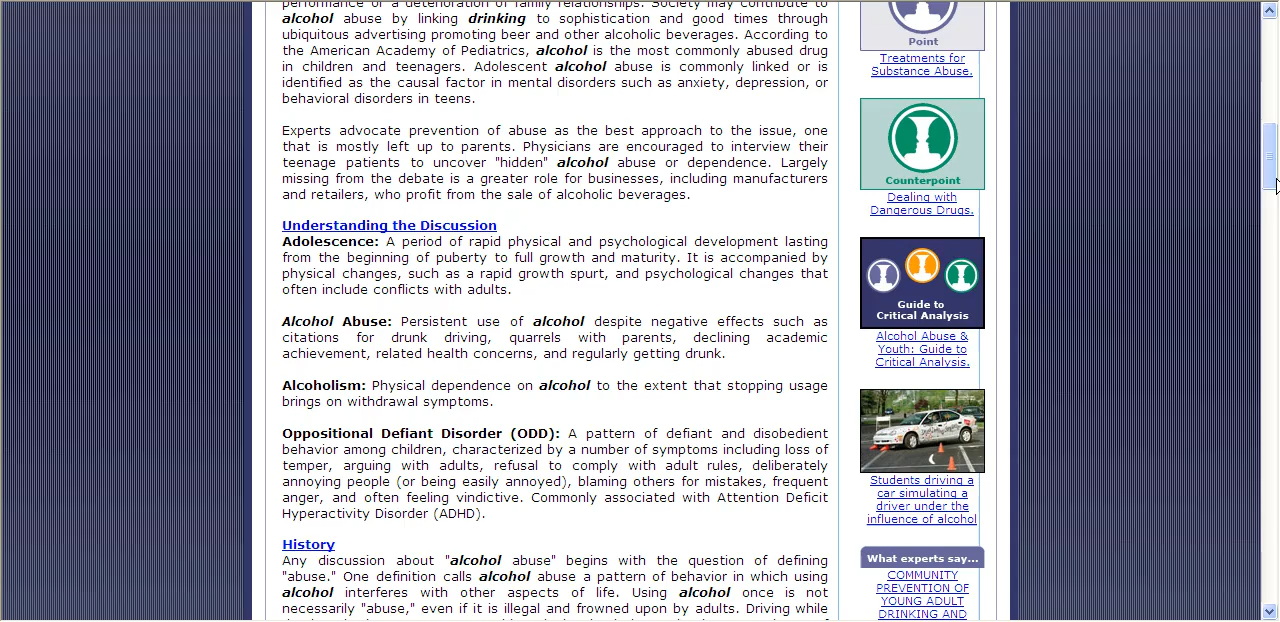 performance or a deterioration of family relationships. Society may contribute to
alcohol abuse by linking drinking to sophistication and good times through
ubiquitous advertising promoting beer and other alcoholic beverages. According to
the American Academy of Pediatrics, alcohol is the most commonly abused drug
in children and teenagers. Adolescent alcohol abuse is commonly linked or is
identified as the causal factor in mental disorders such as anxiety, depression, or
behavioral disorders in teens.
Experts advocate prevention of abuse as the best approach to the issue, one
that is mostly left up to parents. Physicians are encouraged to interview their
teenage patients to uncover "hidden" alcohol abuse or dependence. Largely
missing from the debate is a greater role for businesses, including manufacturers
and retailers, who profit from the sale of alcoholic beverages.
Understanding the Discussion
Adolescence: A period of rapid physical and psychological development lasting
from the beginning of puberty to full growth and maturity. It is accompanied by
physical changes, such as a rapid growth spurt, and psychological changes that
often include conflicts with adults.
Alcohol Abuse: Persistent use of alcohol despite negative effects such as
citations for drunk driving, quarrels with parents, declining academic
achievement, related health concerns, and regularly getting drunk.
Alcoholism: Physical dependence on alcohol to the extent that stopping usage
brings on withdrawal symptoms.
Oppositional Defiant Disorder (ODD): A pattern of defiant and disobedient
behavior among children, characterized by a number of symptoms including loss of
temper, arguing with adults, refusal to comply with adult rules, deliberately
annoying people (or being easily annoyed), blaming others for mistakes, frequent
anger, and often feeling vindictive. Commonly associated with Attention Deficit
Hyperactivity Disorder (ADHD).
History
Any discussion about "alcohol abuse" begins with the question of defining
"abuse." One definition calls alcohol abuse a pattern of behavior in which using
alcohol interferes with other aspects of life. Using alcohol once is not
necessarily "abuse," even if it is illegal and frowned upon by adults. Driving while
Point
Treatments for
Substance Abuse.
Counterpoint
Dealing with
Dangerous Drugs.
Guide to
Critical Analysis
Alcohol Abuse &
Youth: Guide to
Critical Analysis.
Students driving a
car simulating a
driver under the
influence of alcohol
What experts say...
COMMUNITY
PREVENTION OF
YOUNG ADULT
DRINKING AND